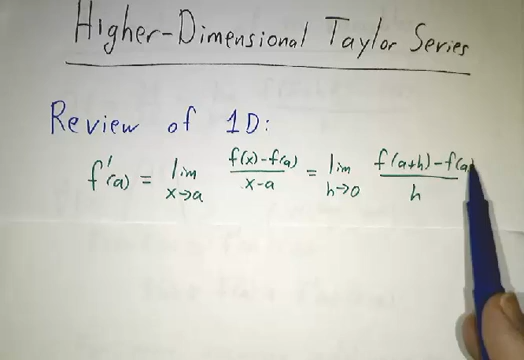 Higher-Dimensional Taylor Series
Review of 1D:
f'(a) = lim x→a f(x)-f(a) / x-a = lim h→0 f(a+h)-f(a) / h